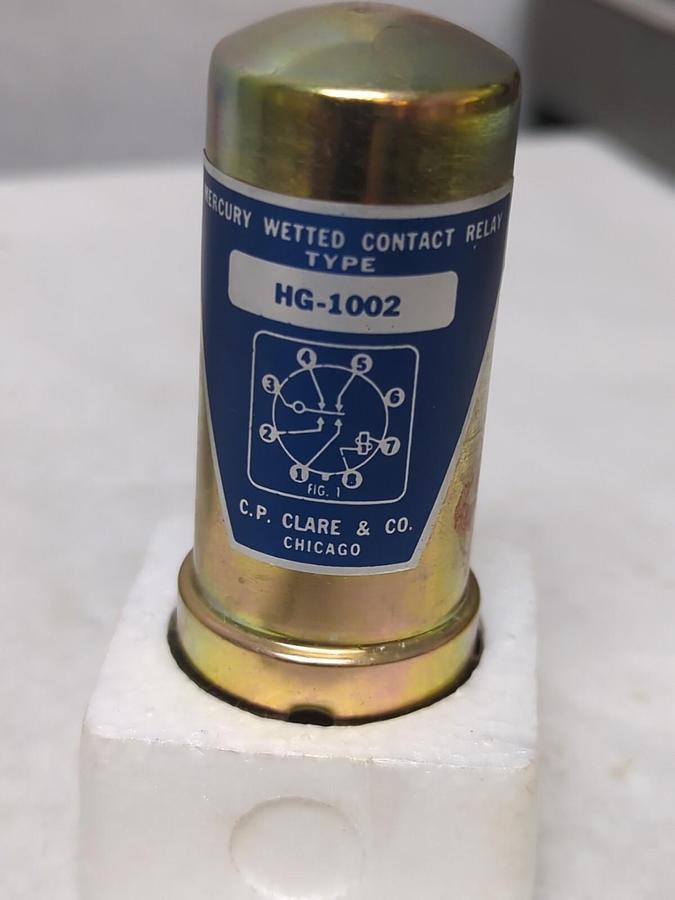 MERCURY WETTED CONTACT RELAY
TYPE
HG-1002
4 5
3 6
2 7
1 8
FIG. 1
C.P. CLARE & CO.
CHICAGO